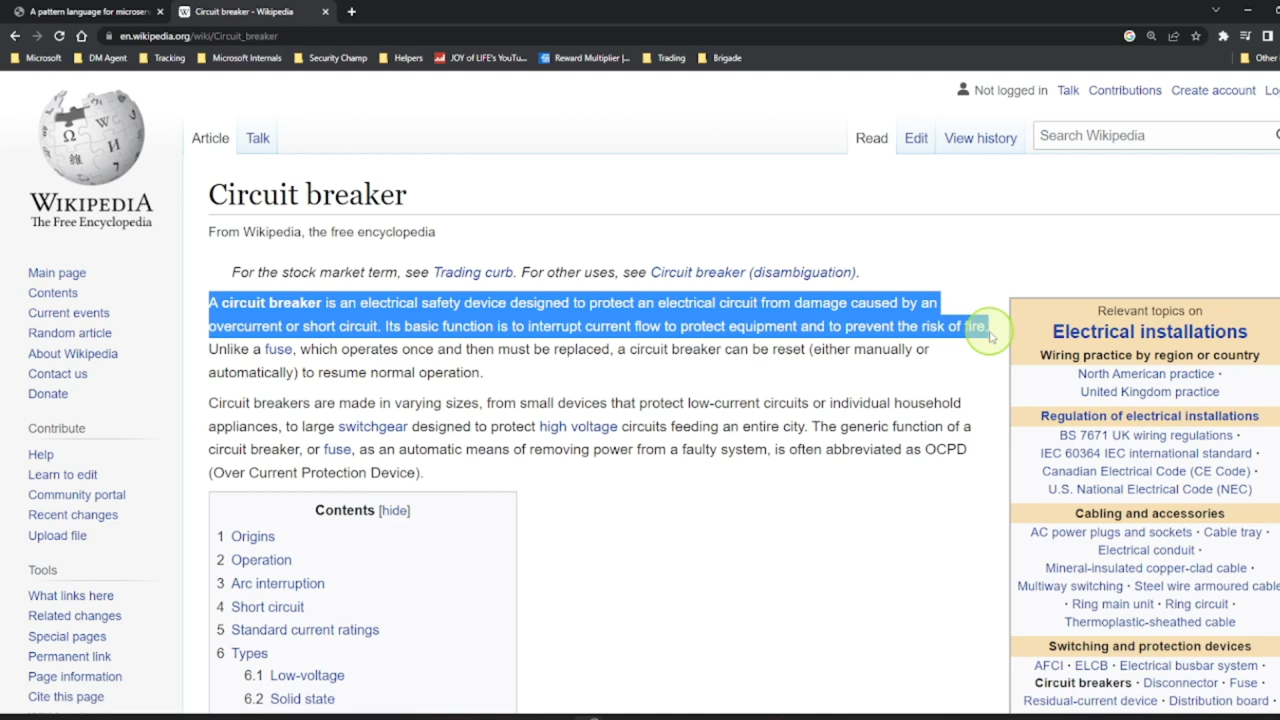 A pattern language for microser
Circuit breaker - Wikipedia
en.wikipedia.org/wiki/Circuit_breaker
Microsoft
DM Agent
Tracking
Microsoft Internals
Security Champ
Helpers
JOY of LIFE's YouTu...
Reward Multiplier |...
Trading
Brigade
Other
Not logged in
Talk
Contributions
Create account
Lo
Article
Talk
Read
Edit
View history
Search Wikipedia
WIKIPEDIA
The Free Encyclopedia
Main page
Contents
Current events
Random article
About Wikipedia
Contact us
Donate
Contribute
Help
Learn to edit
Community portal
Recent changes
Upload file
Tools
What links here
Related changes
Special pages
Permanent link
Page information
Cite this page
Circuit breaker
From Wikipedia, the free encyclopedia
For the stock market term, see Trading curb. For other uses, see Circuit breaker (disambiguation).
A circuit breaker is an electrical safety device designed to protect an electrical circuit from damage caused by an
overcurrent or short circuit. Its basic function is to interrupt current flow to protect equipment and to prevent the risk of fire.
Unlike a fuse, which operates once and then must be replaced, a circuit breaker can be reset (either manually or
automatically) to resume normal operation.
Circuit breakers are made in varying sizes, from small devices that protect low-current circuits or individual household
appliances, to large switchgear designed to protect high voltage circuits feeding an entire city. The generic function of a
circuit breaker, or fuse, as an automatic means of removing power from a faulty system, is often abbreviated as OCPD
(Over Current Protection Device).
Contents [hide]
1 Origins
2 Operation
3 Arc interruption
4 Short circuit
5 Standard current ratings
6 Types
6.1 Low-voltage
6.2 Solid state
Relevant topics on
Electrical installations
Wiring practice by region or country
North American practice ·
United Kingdom practice
Regulation of electrical installations
BS 7671 UK wiring regulations ·
IEC 60364 IEC international standard ·
Canadian Electrical Code (CE Code) ·
U.S. National Electrical Code (NEC)
Cabling and accessories
AC power plugs and sockets · Cable tray ·
Electrical conduit ·
Mineral-insulated copper-clad cable ·
Multiway switching · Steel wire armoured cable
· Ring main unit · Ring circuit ·
Thermoplastic-sheathed cable
Switching and protection devices
AFCI · ELCB · Electrical busbar system ·
Circuit breakers · Disconnector · Fuse ·
Residual-current device · Distribution board ·